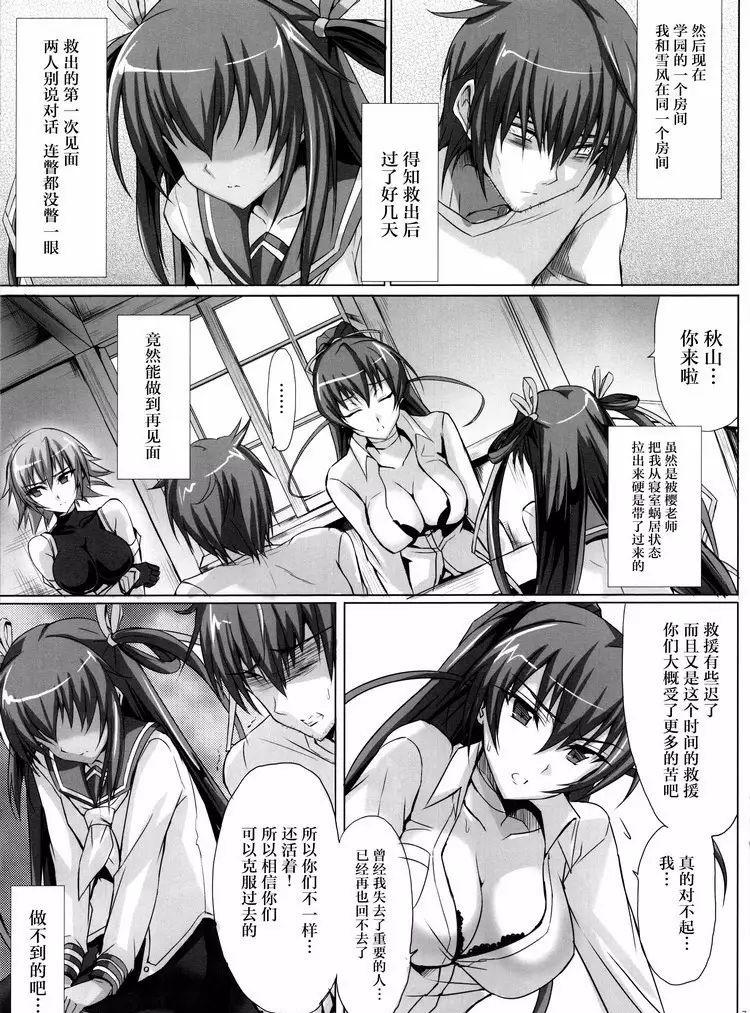 然后现在
学园的一个房间
我和雪风在同一个房间
得知救出后
过了好几天
救出的第一次见面
两人别说对话 连瞥都没瞥一眼
秋山…
你来啦
虽然是被樱老师
把我从寝室蜗居状态
拉出来硬是带了过来的
……
竟然能做到再见面
救援有些迟了
而且又是这个时间的救援
你们大概受了更多的苦吧
真的对不起…
我…
曾经我失去了重要的人…
已经再也回不去了
所以你们不一样…
还活着！
所以相信你们
可以克服过去的
做不到的吧…